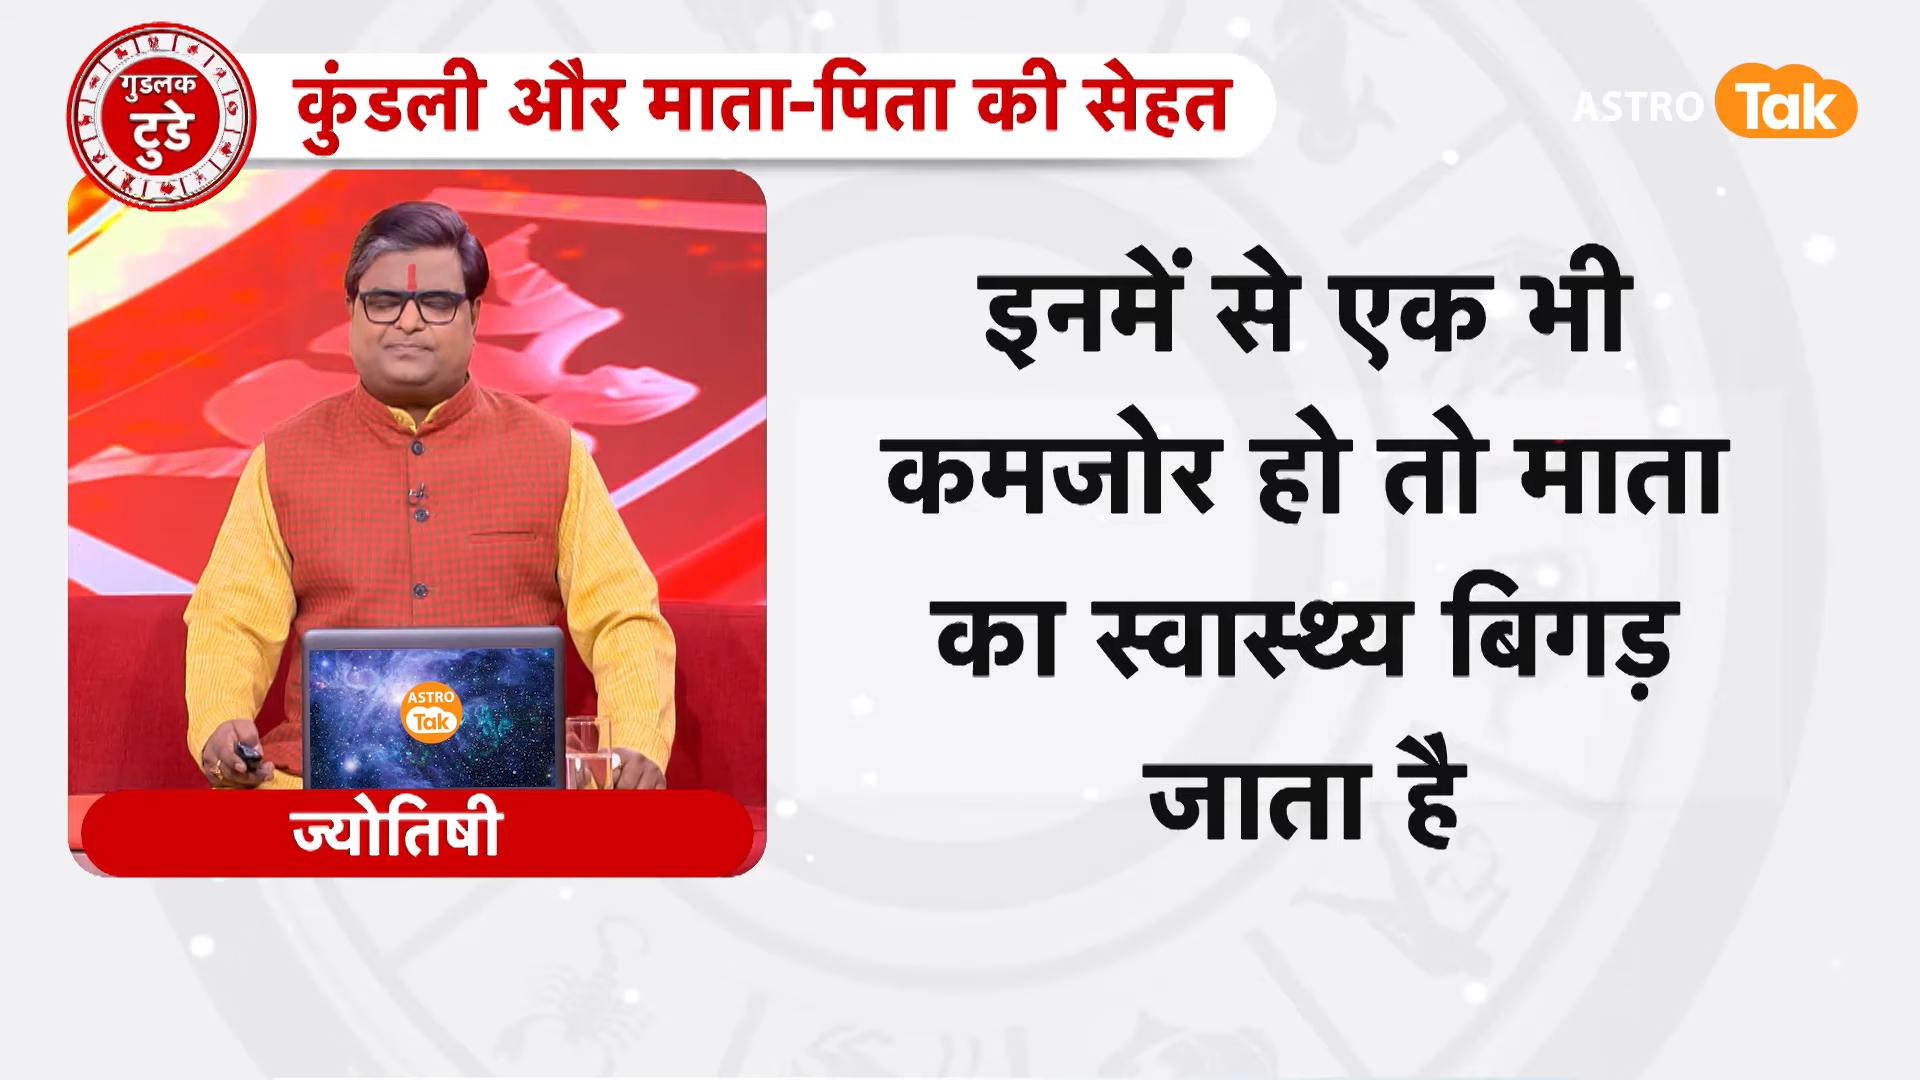 गुडलक
टुडे
कुंडली और माता-पिता की सेहत
ASTRO Tak
इनमें से एक भी
कमजोर हो तो माता
का स्वास्थ्य बिगड़
जाता है
ASTRO
Tak
ज्योतिषी